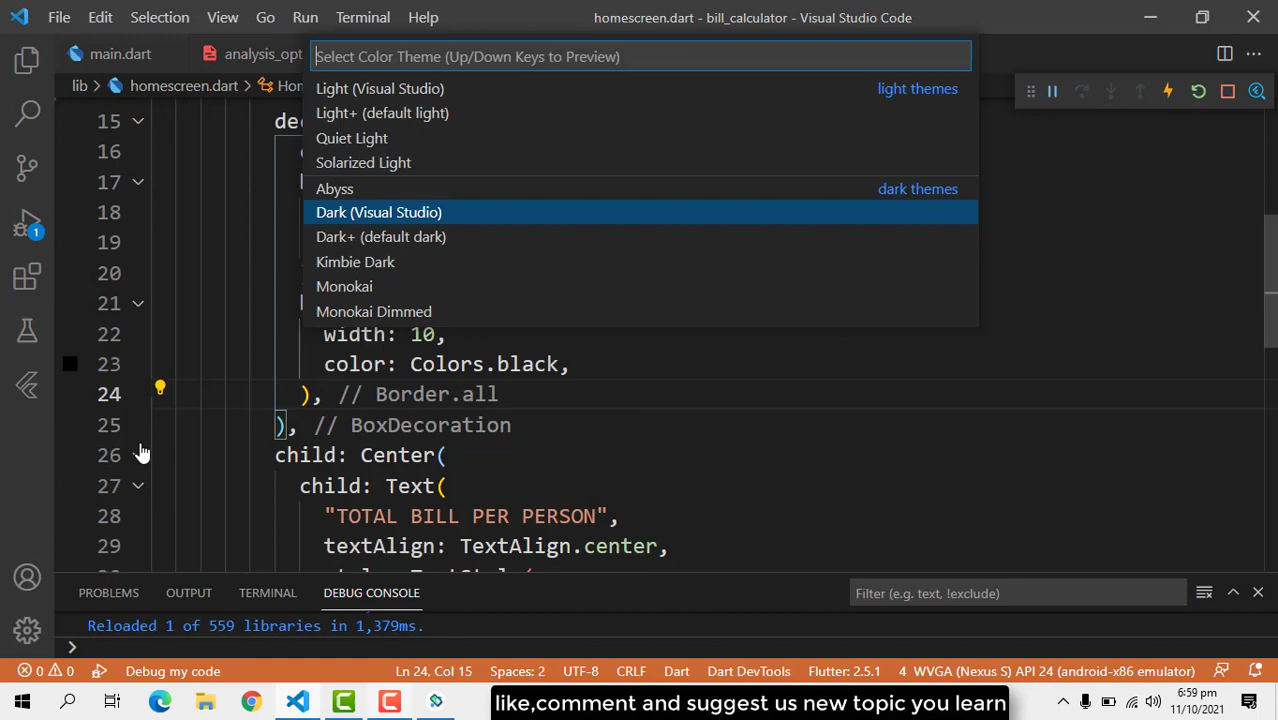 File Edit Selection View Go Run Terminal Help
homescreen.dart - bill_calculator - Visual Studio Code
main.dart
analysis_opt
Select Color Theme (Up/Down Keys to Preview)
lib > homescreen.dart > Hom
Light (Visual Studio) light themes
Light+ (default light)
Quiet Light
Solarized Light
Abyss dark themes
Dark (Visual Studio)
Dark+ (default dark)
Kimbie Dark
Monokai
Monokai Dimmed
15 dec
16
17
18
19
20
21
22 width: 10,
23 color: Colors.black,
24 ), // Border.all
25 ), // BoxDecoration
26 child: Center(
27 child: Text(
28 "TOTAL BILL PER PERSON",
29 textAlign: TextAlign.center,
1
PROBLEMS OUTPUT TERMINAL DEBUG CONSOLE
Filter (e.g. text, !exclude)
Reloaded 1 of 559 libraries in 1,379ms.
0 0 Debug my code Ln 24, Col 15 Spaces: 2 UTF-8 CRLF Dart Dart DevTools Flutter: 2.5.1 4 WVGA (Nexus S) API 24 (android-x86 emulator)
like,comment and suggest us new topic you learn
6:59 pm
11/10/2021